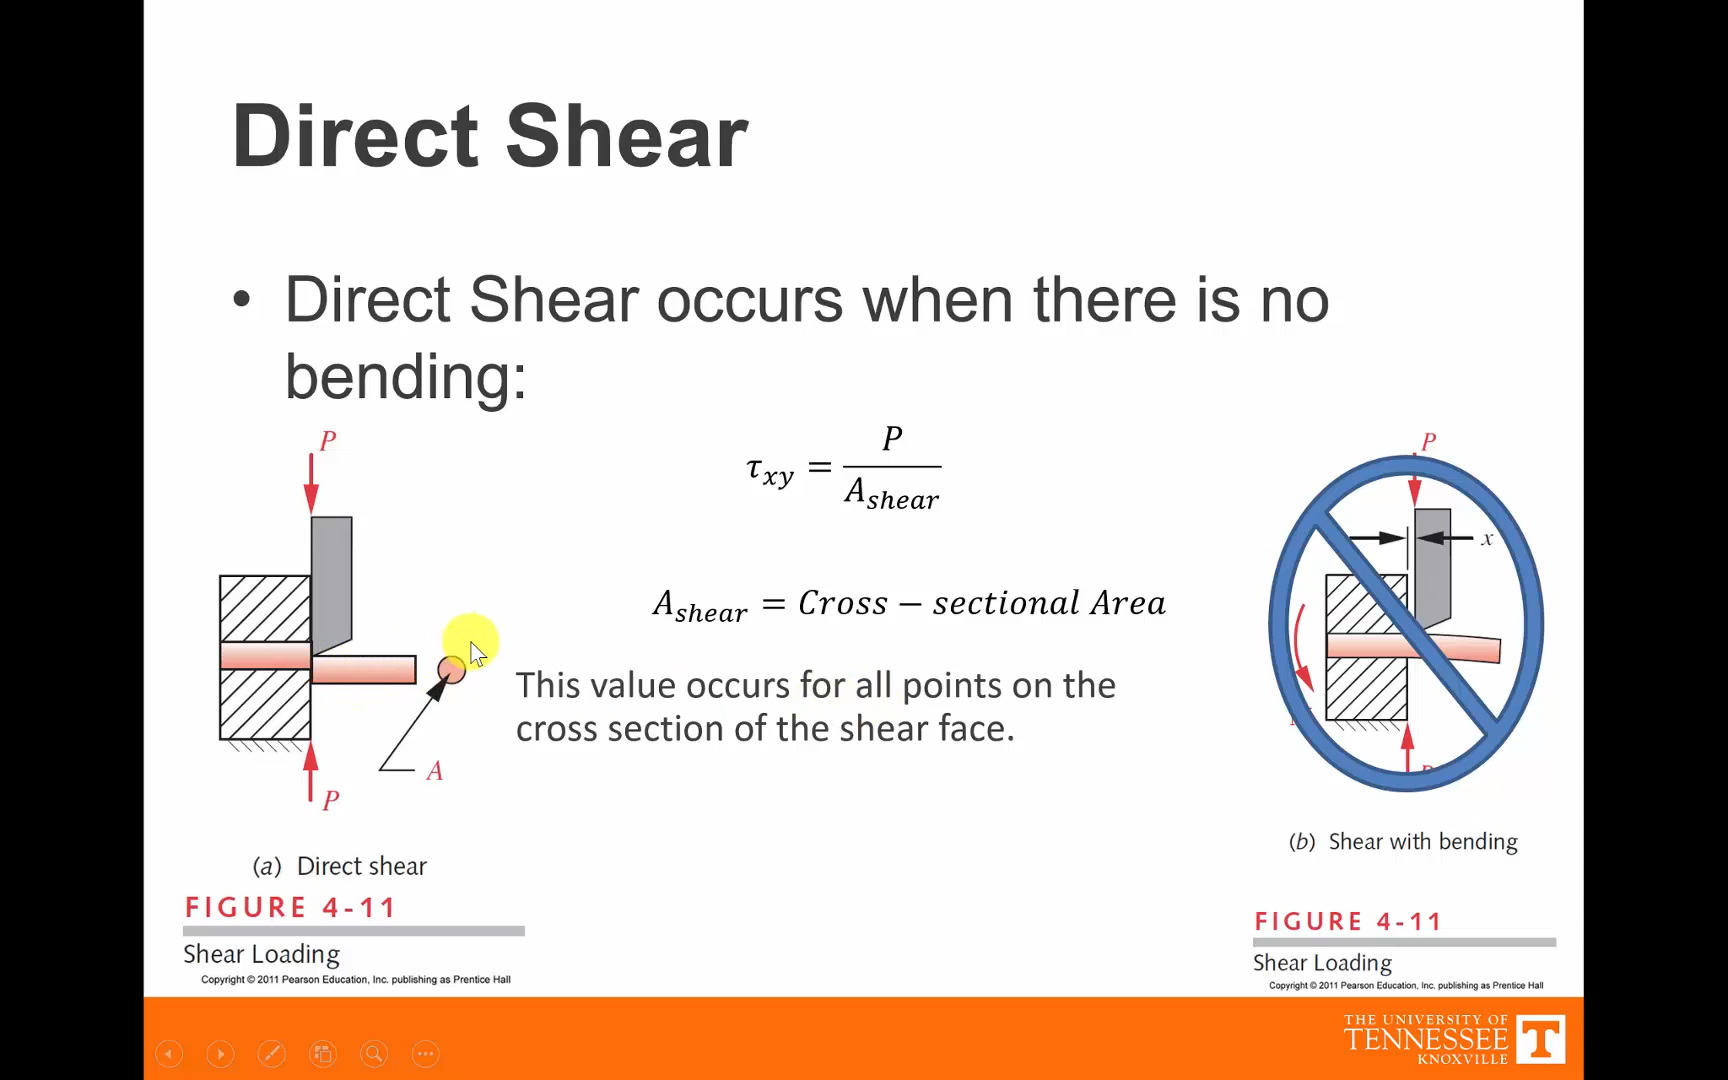 Direct Shear
• Direct Shear occurs when there is no
bending:
P
τxy = P / Ashear
Ashear = Cross − sectional Area
This value occurs for all points on the
cross section of the shear face.
A
P
(a) Direct shear
FIGURE 4-11
Shear Loading
Copyright © 2011 Pearson Education, Inc. publishing as Prentice Hall
P
x
(b) Shear with bending
FIGURE 4-11
Shear Loading
Copyright © 2011 Pearson Education, Inc. publishing as Prentice Hall
THE UNIVERSITY OF
TENNESSEE
KNOXVILLE
T